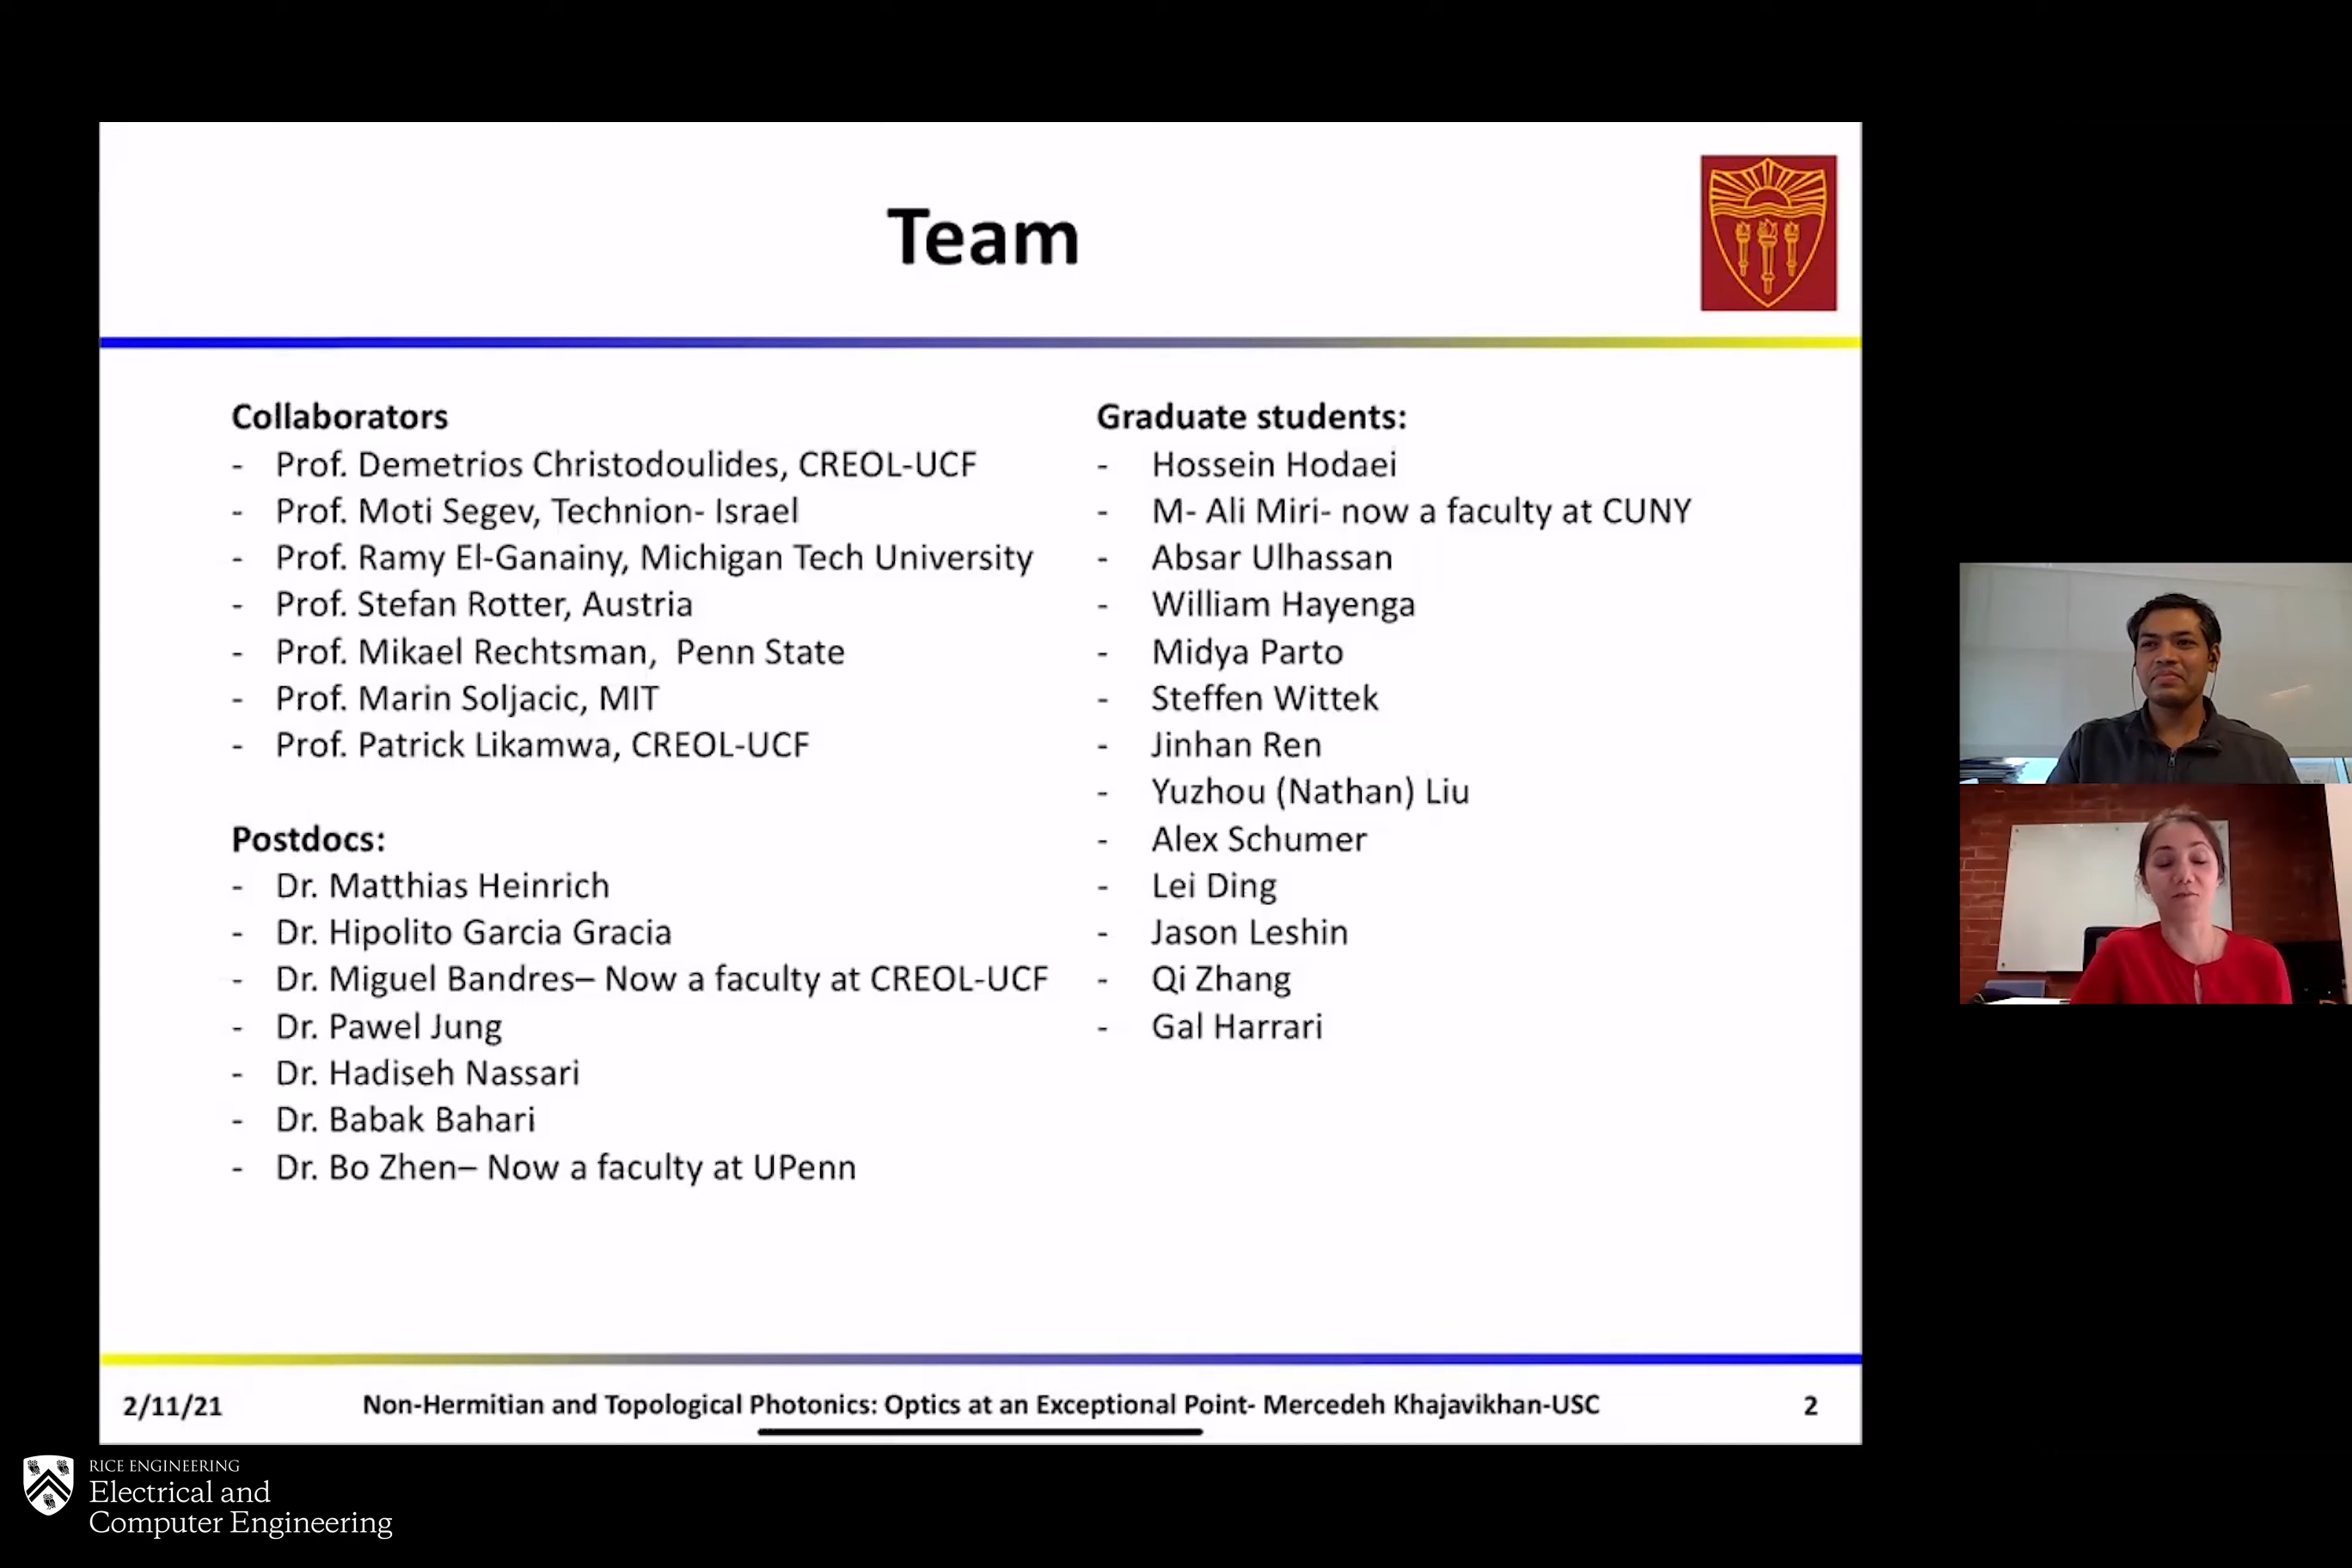 Team
Collaborators
- Prof. Demetrios Christodoulides, CREOL-UCF
- Prof. Moti Segev, Technion- Israel
- Prof. Ramy El-Ganainy, Michigan Tech University
- Prof. Stefan Rotter, Austria
- Prof. Mikael Rechtsman, Penn State
- Prof. Marin Soljacic, MIT
- Prof. Patrick Likamwa, CREOL-UCF
Postdocs:
- Dr. Matthias Heinrich
- Dr. Hipolito Garcia Gracia
- Dr. Miguel Bandres– Now a faculty at CREOL-UCF
- Dr. Pawel Jung
- Dr. Hadiseh Nassari
- Dr. Babak Bahari
- Dr. Bo Zhen– Now a faculty at UPenn
Graduate students:
- Hossein Hodaei
- M- Ali Miri- now a faculty at CUNY
- Absar Ulhassan
- William Hayenga
- Midya Parto
- Steffen Wittek
- Jinhan Ren
- Yuzhou (Nathan) Liu
- Alex Schumer
- Lei Ding
- Jason Leshin
- Qi Zhang
- Gal Harrari
2/11/21 Non-Hermitian and Topological Photonics: Optics at an Exceptional Point- Mercedeh Khajavikhan-USC 2
RICE ENGINEERING
Electrical and
Computer Engineering